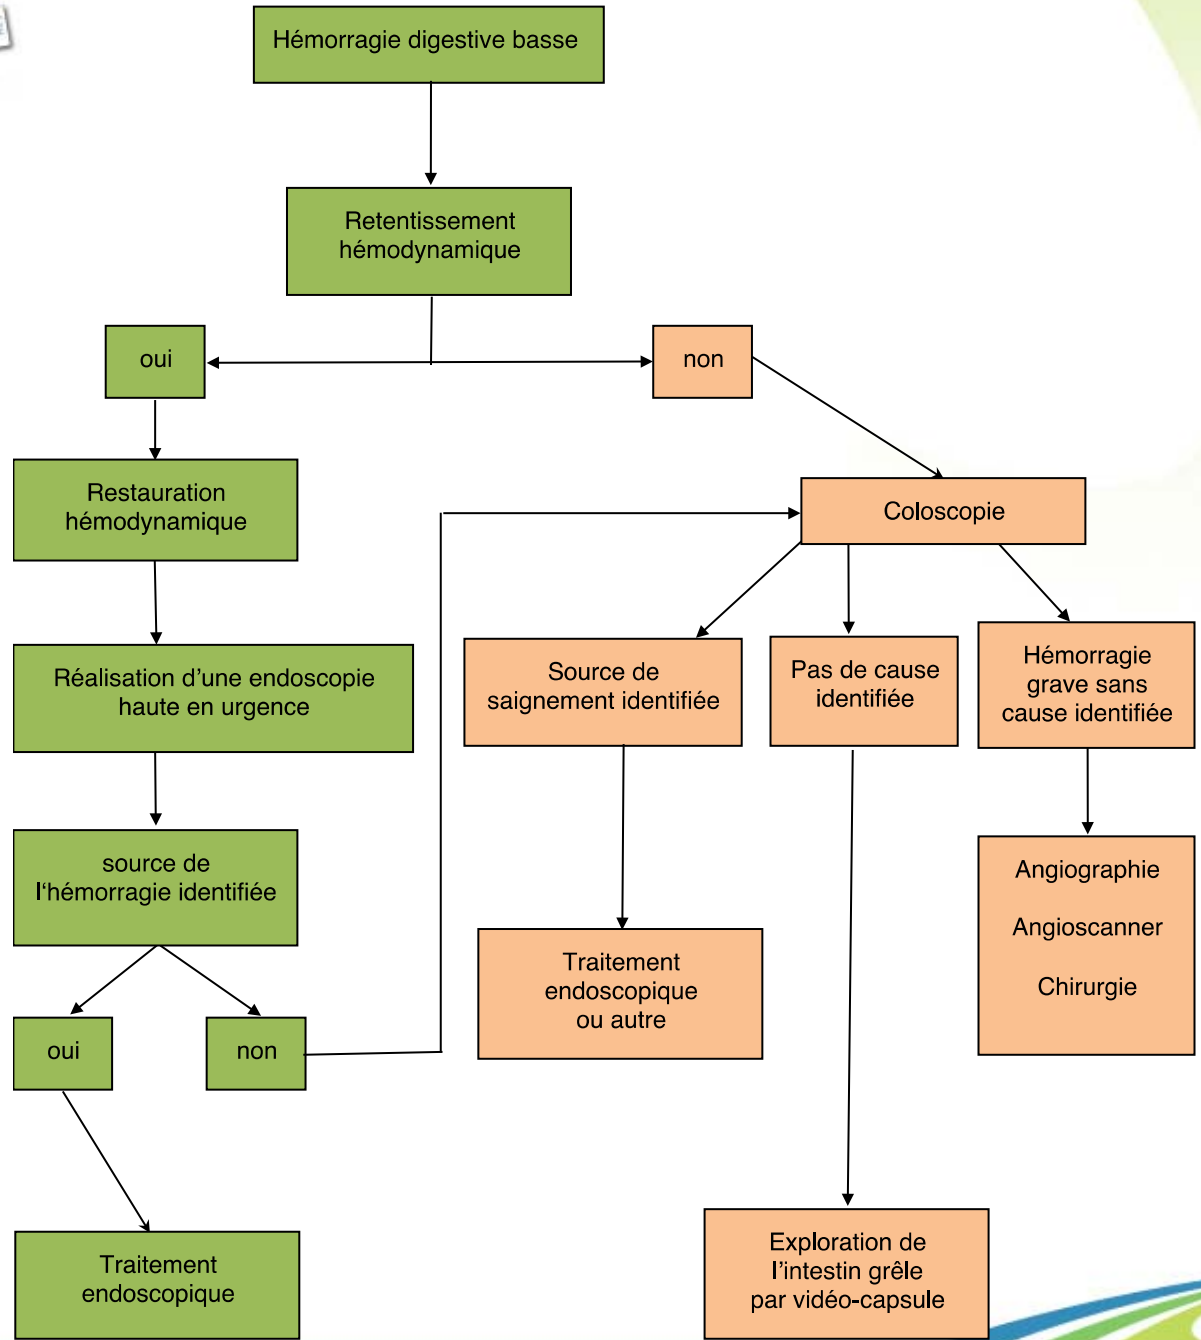 Hémorragie digestive basse
Retentissement
hémodynamique
oui
non
Restauration
hémodynamique
Coloscopie
Réalisation d'une endoscopie
haute en urgence
Source de
saignement identifiée
Pas de cause
identifiée
Hémorragie
grave sans
cause identifiée
source de
l'hémorragie identifiée
Angiographie
Angioscanner
Chirurgie
Traitement
endoscopique
ou autre
oui
non
Traitement
endoscopique
Exploration de
l'intestin grêle
par vidéo-capsule